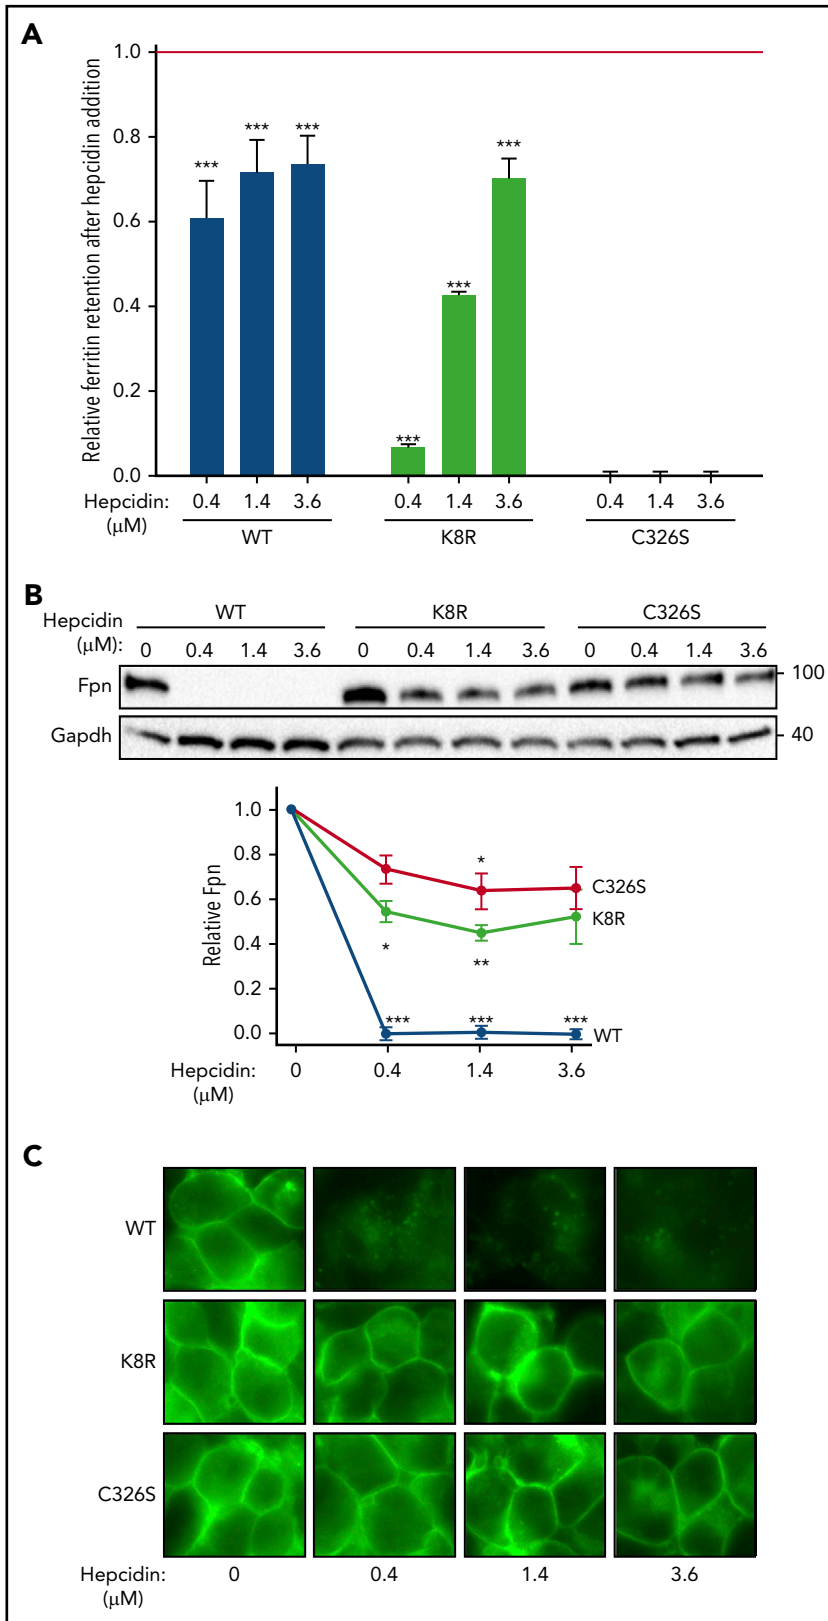 A
Relative ferritin retention after hepcidin addition
1.0
0.8
0.6
0.4
0.2
0.0
*** *** ***
*** *** ***
Hepcidin: 0.4 1.4 3.6 0.4 1.4 3.6 0.4 1.4 3.6
(μM)
WT K8R C326S
B
Hepcidin WT K8R C326S
(μM): 0 0.4 1.4 3.6 0 0.4 1.4 3.6 0 0.4 1.4 3.6
Fpn 100
Gapdh 40
Relative Fpn
1.0
0.8
0.6
0.4
0.2
0.0
*
C326S
K8R
* **
*** *** ***
WT
Hepcidin: 0 0.4 1.4 3.6
(μM)
C
WT
K8R
C326S
Hepcidin: 0 0.4 1.4 3.6
(μM)